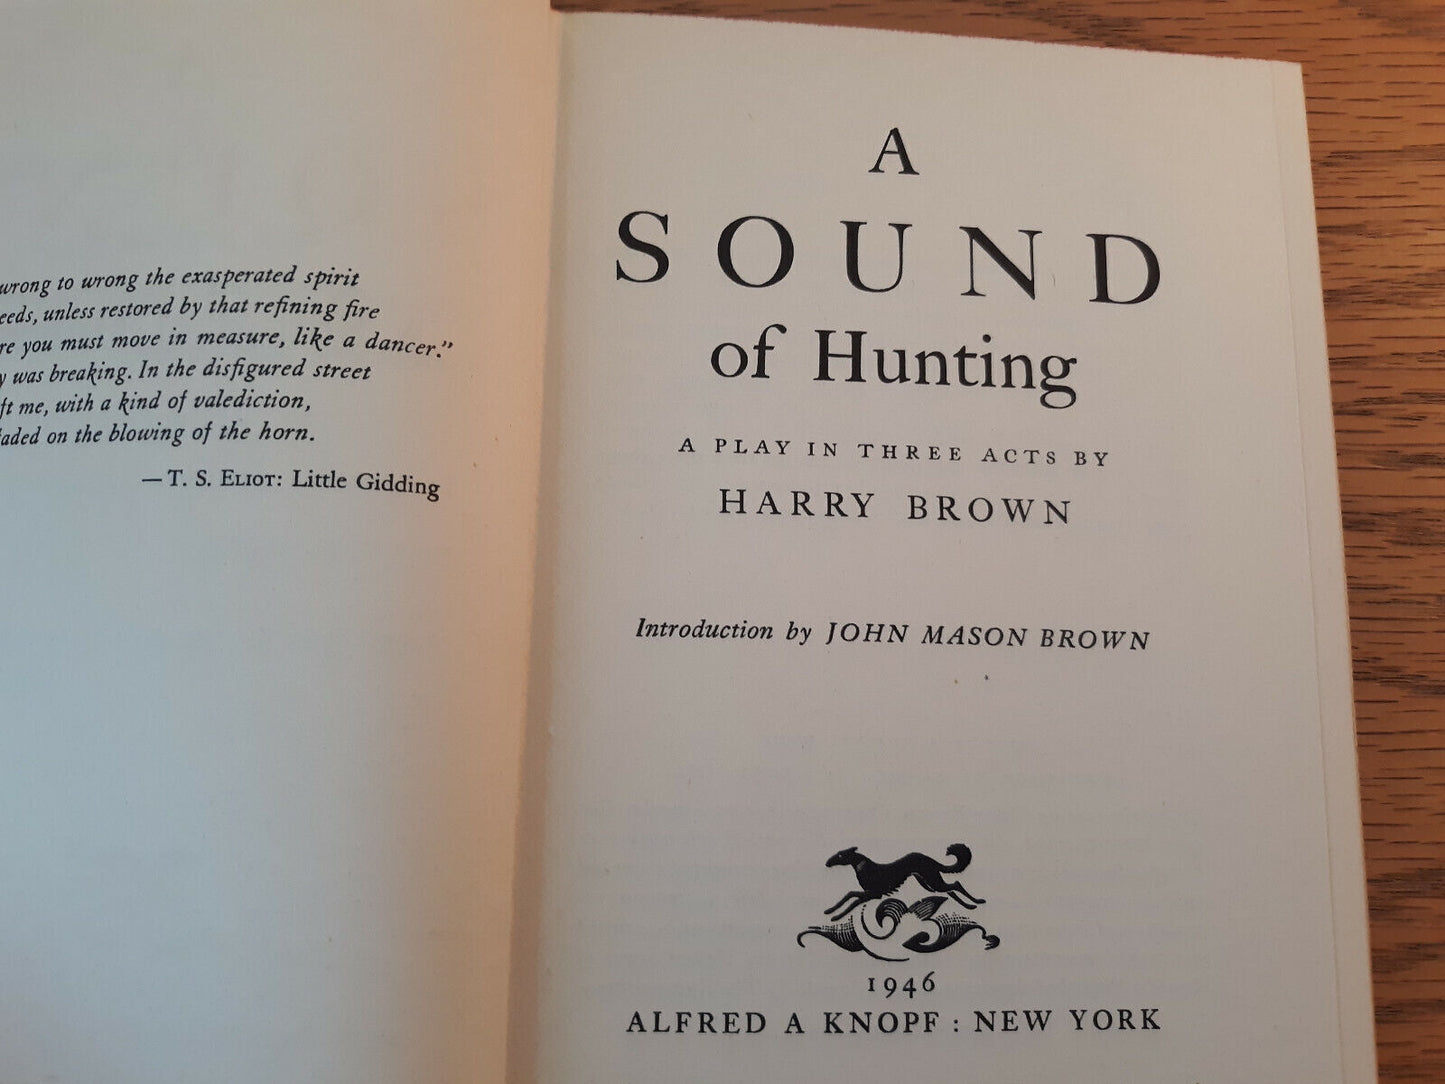 wrong to wrong the exasperated spirit
eeds, unless restored by that refining fire
re you must move in measure, like a dancer."
y was breaking. In the disfigured street
ft me, with a kind of valediction,
aded on the blowing of the horn.
—T. S. ELIOT: Little Gidding
A
SOUND
of Hunting
A PLAY IN THREE ACTS BY
HARRY BROWN
Introduction by JOHN MASON BROWN
1946
ALFRED A KNOPF : NEW YORK